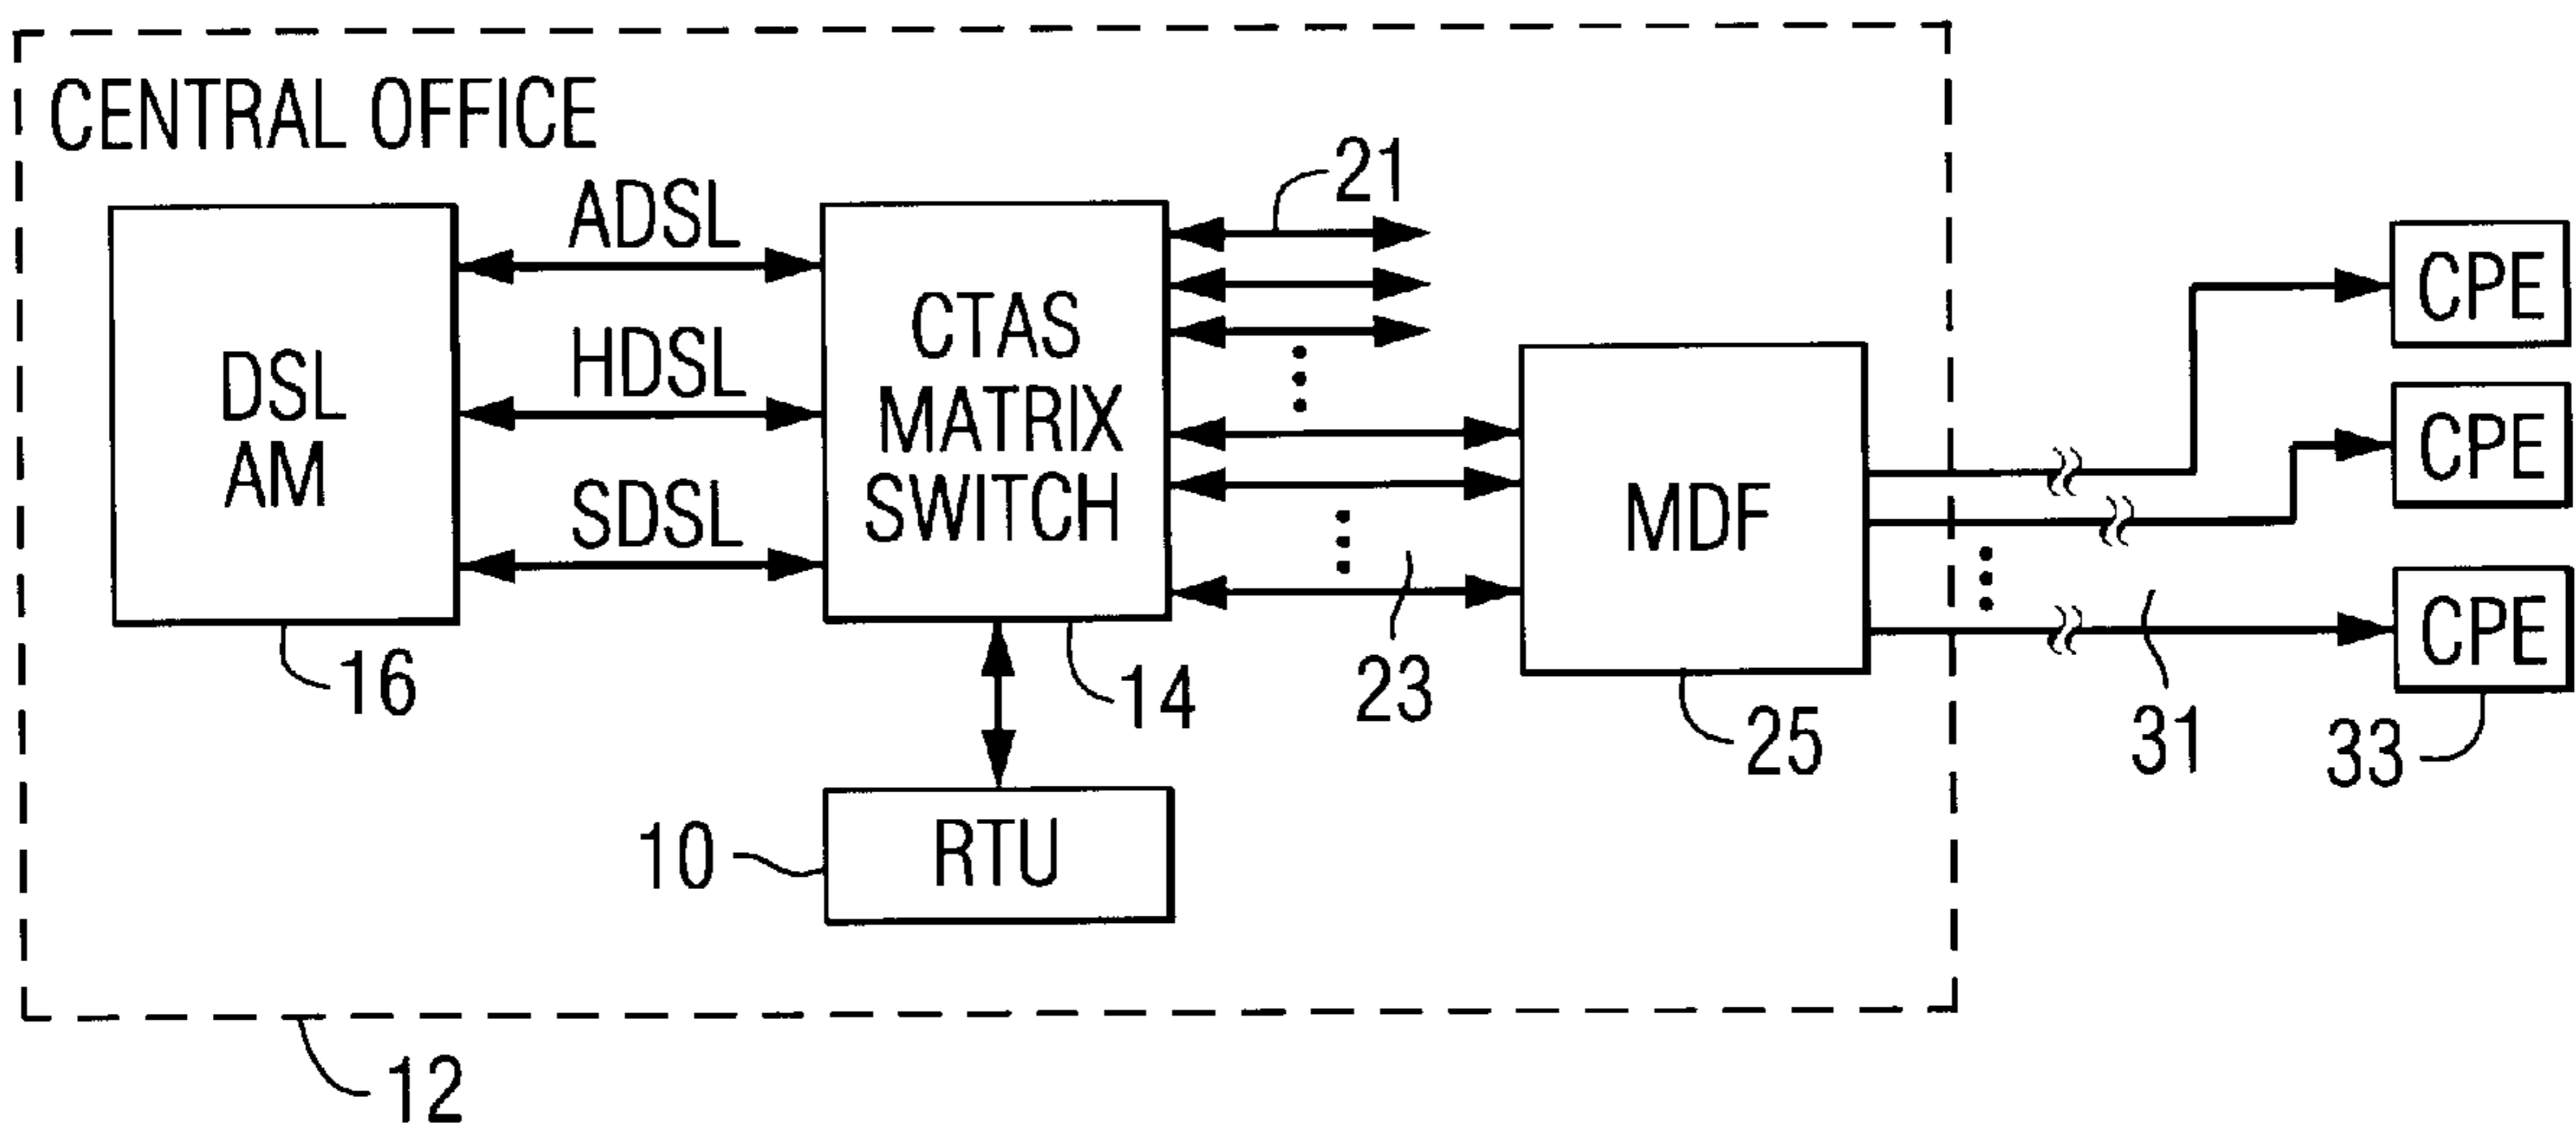 CENTRAL OFFICE
21
ADSL
CPE
CTAS
MATRIX
SWITCH
HDSL
DSL
AM
CPE
SDSL
MDF
CPE
16
14
23
25
31
33
10
RTU
12